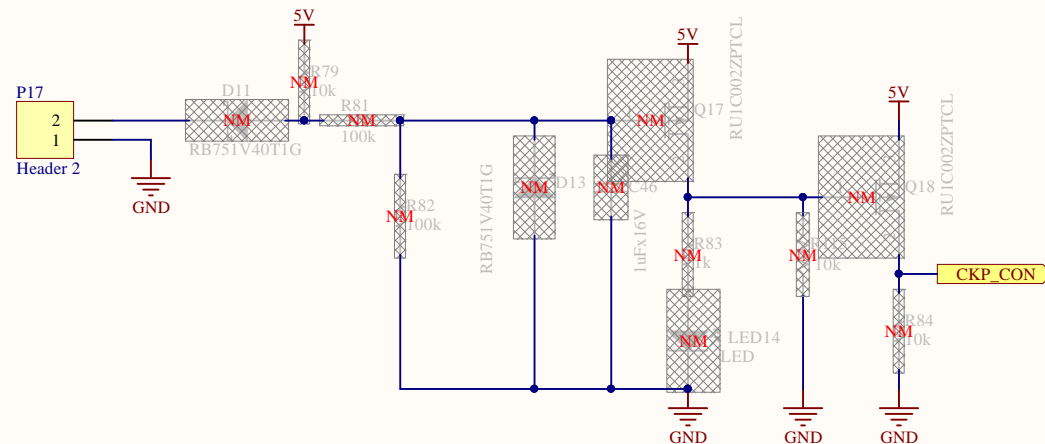 5V
P17
2
1
Header 2
GND
D11
NM
RB751V40T1G
NM
R79
10k
R81
NM
100k
R82
NM
100k
D13
NM
RB751V40T1G
C46
NM
1uFx16V
5V
Q17
NM
RU1C002ZPTCL
R83
NM
1k
LED14
NM
LED
GND
NM
10k
GND
5V
Q18
NM
RU1C002ZPTCL
CKP_CON
R84
NM
10k
GND